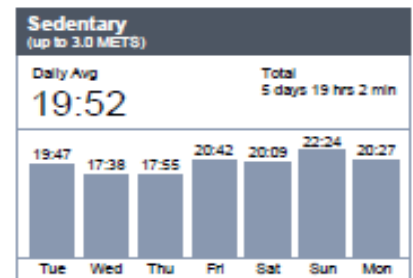 Sedentary
(up to 3.0 METS)
Daily Avg
Total
19:52
5 days 19 hrs 2 min
19:47 17:38 17:55 20:42 20:09 22:24 20:27
Tue Wed Thu Fri Sat Sun Mon